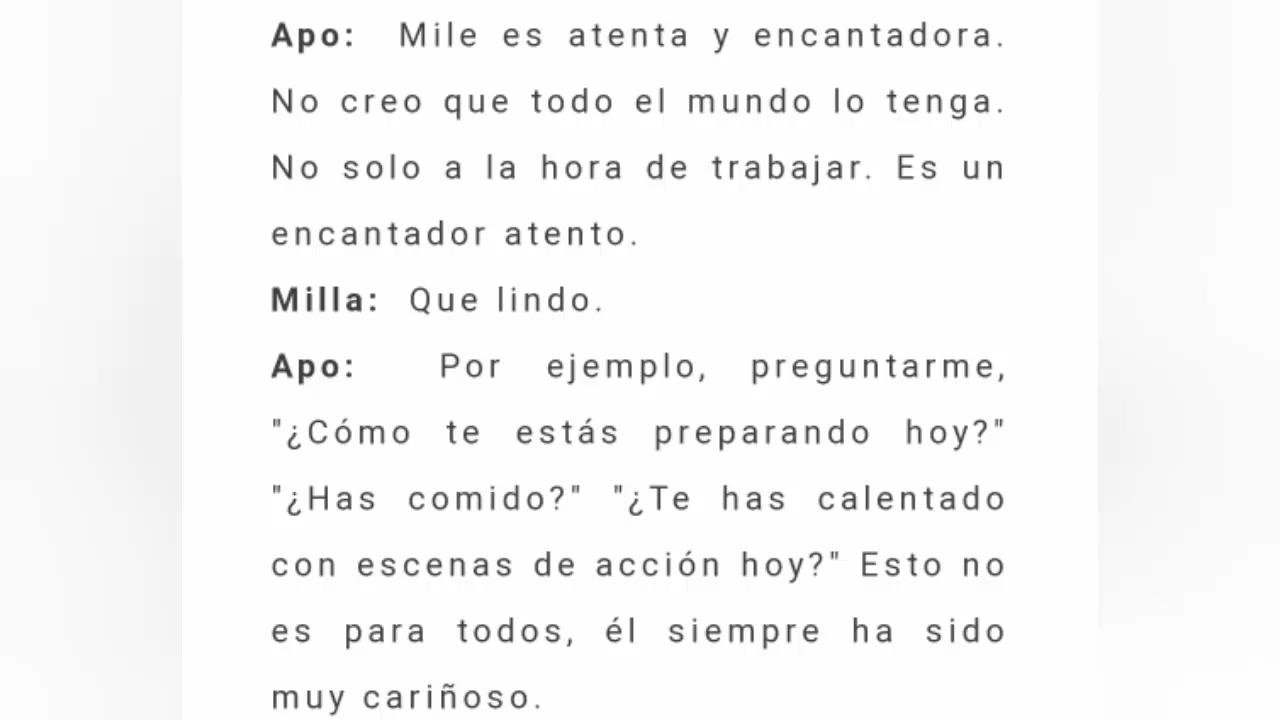 Apo: Mile es atenta y encantadora.
No creo que todo el mundo lo tenga.
No solo a la hora de trabajar. Es un
encantador atento.
Milla: Que lindo.
Apo: Por ejemplo, preguntarme,
"¿Cómo te estás preparando hoy?"
"¿Has comido?" "¿Te has calentado
con escenas de acción hoy?" Esto no
es para todos, él siempre ha sido
muy cariñoso.